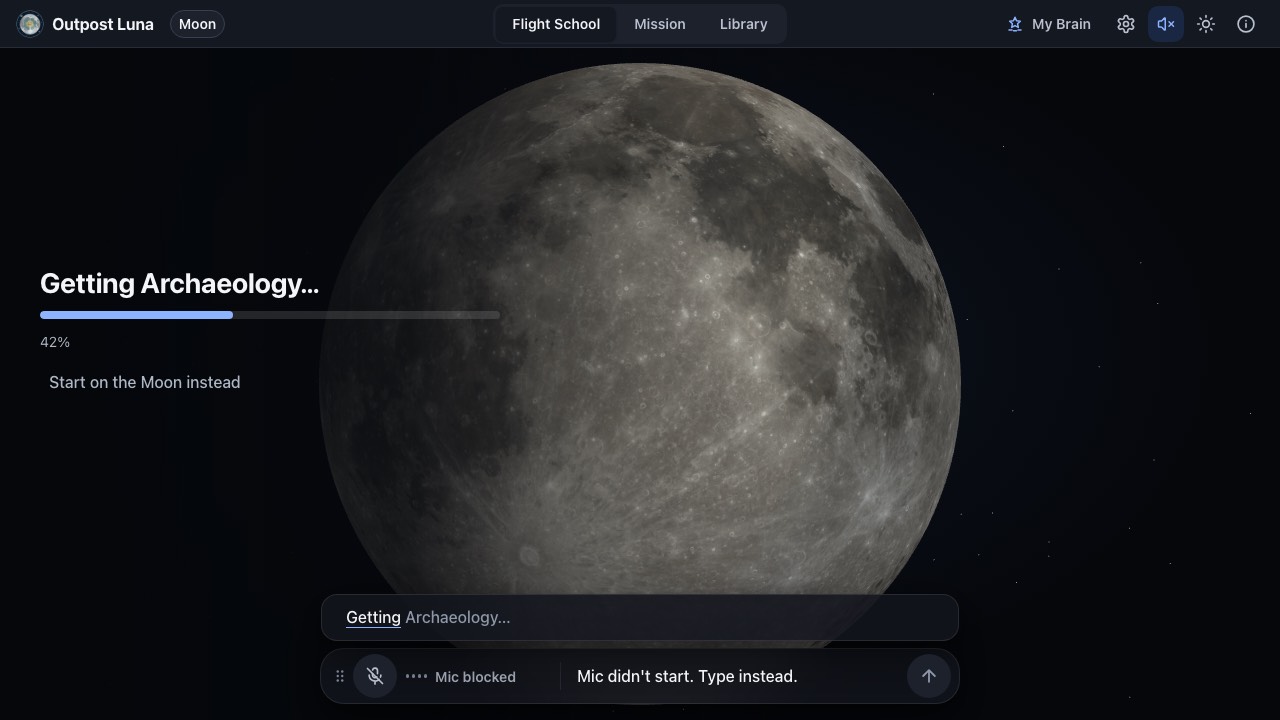 Outpost Luna
Moon
Flight School
Mission
Library
My Brain
Getting Archaeology...
42%
Start on the Moon instead
Getting Archaeology...
Mic blocked
Mic didn't start. Type instead.